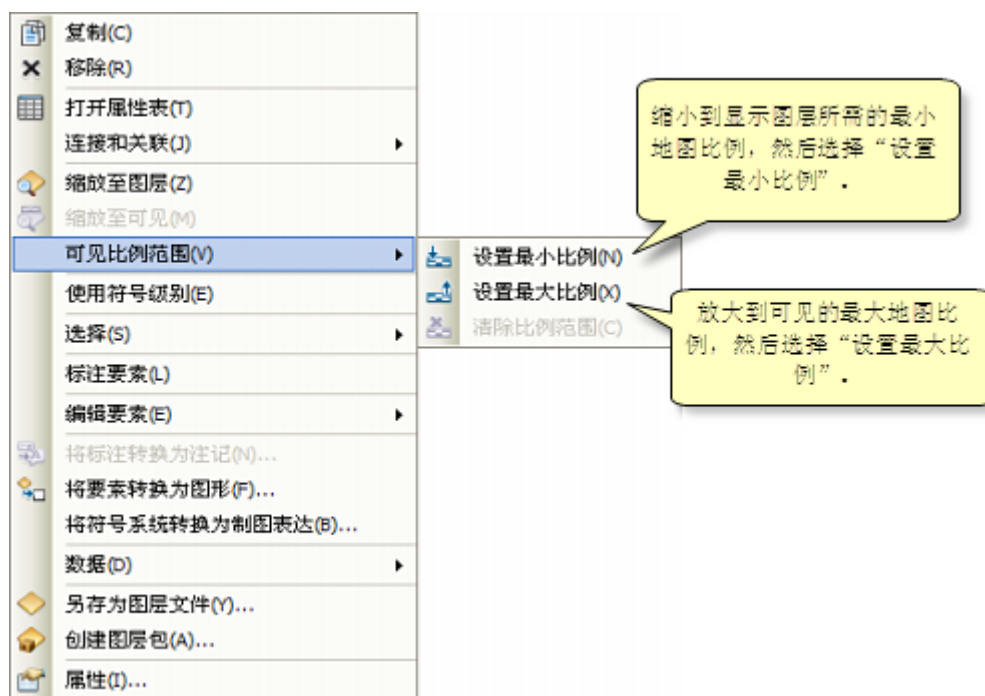 复制(C)
移除(R)
打开属性表(T)
连接和关联(J)
缩放至图层(Z)
缩放至可见(M)
可见比例范围(V)
使用符号级别(E)
选择(S)
标注要素(L)
编辑要素(E)
将标注转换为注记(N)...
将要素转换为图形(F)...
将符号系统转换为制图表达(B)...
数据(D)
另存为图层文件(Y)...
创建图层包(A)...
属性(I)...
设置最小比例(N)
设置最大比例(X)
清除比例范围(C)
缩小到显示图层所需的最小
地图比例，然后选择“设置
最小比例”．
放大到可见的最大地图比
例，然后选择“设置最大比
例”．